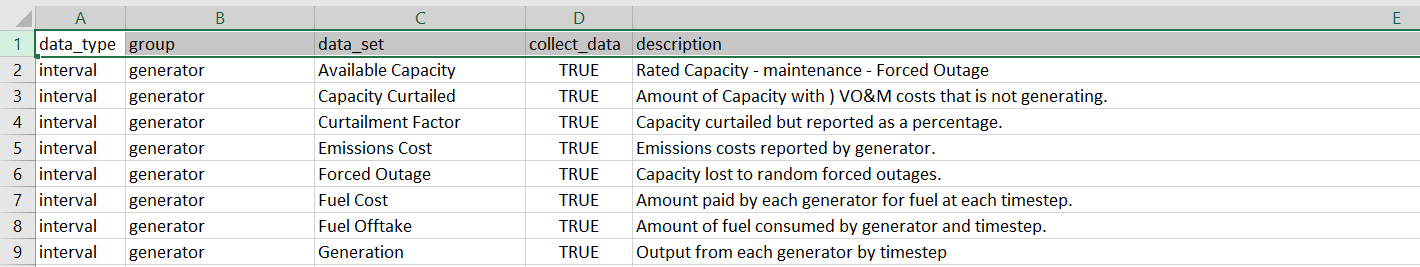 A B C D E
1 data_type group data_set collect_data description
2 interval generator Available Capacity TRUE Rated Capacity - maintenance - Forced Outage
3 interval generator Capacity Curtailed TRUE Amount of Capacity with ) VO&M costs that is not generating.
4 interval generator Curtailment Factor TRUE Capacity curtailed but reported as a percentage.
5 interval generator Emissions Cost TRUE Emissions costs reported by generator.
6 interval generator Forced Outage TRUE Capacity lost to random forced outages.
7 interval generator Fuel Cost TRUE Amount paid by each generator for fuel at each timestep.
8 interval generator Fuel Offtake TRUE Amount of fuel consumed by generator and timestep.
9 interval generator Generation TRUE Output from each generator by timestep